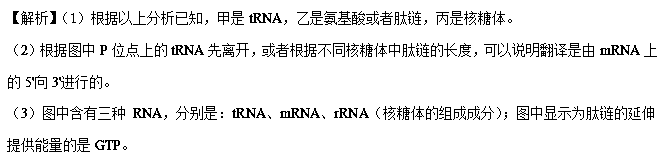 【解析】（1）根据以上分析已知，甲是 tRNA，乙是氨基酸或者肽链，丙是核糖体。
（2）根据图中 P 位点上的 tRNA 先离开，或者根据不同核糖体中肽链的长度，可以说明翻译是由 mRNA 上
的 5'向 3'进行的。
（3）图中含有三种 RNA，分别是：tRNA、mRNA、rRNA（核糖体的组成成分）；图中显示为肽链的延伸
提供能量的是 GTP。